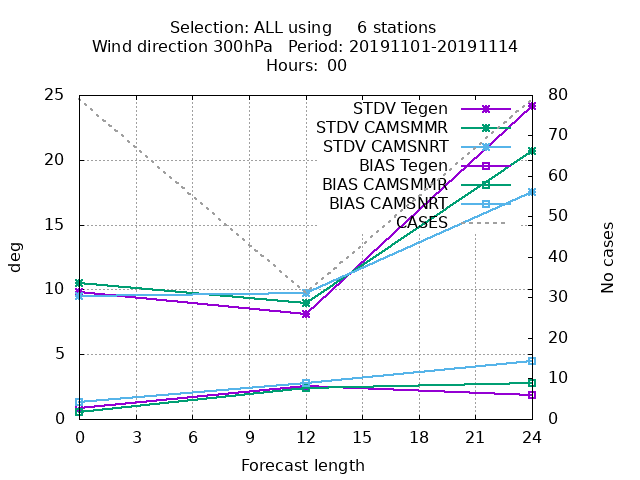 Selection: ALL using 6 stations
Wind direction 300hPa Period: 20191101-20191114
Hours: 00
25
20
15
10
5
0
deg
STDV Tegen
STDV CAMSMMR
STDV CAMSNRT
BIAS Tegen
BIAS CAMSMMR
BIAS CAMSNRT
CASES
80
70
60
50
40
30
20
10
0
No cases
0 3 6 9 12 15 18 21 24
Forecast length